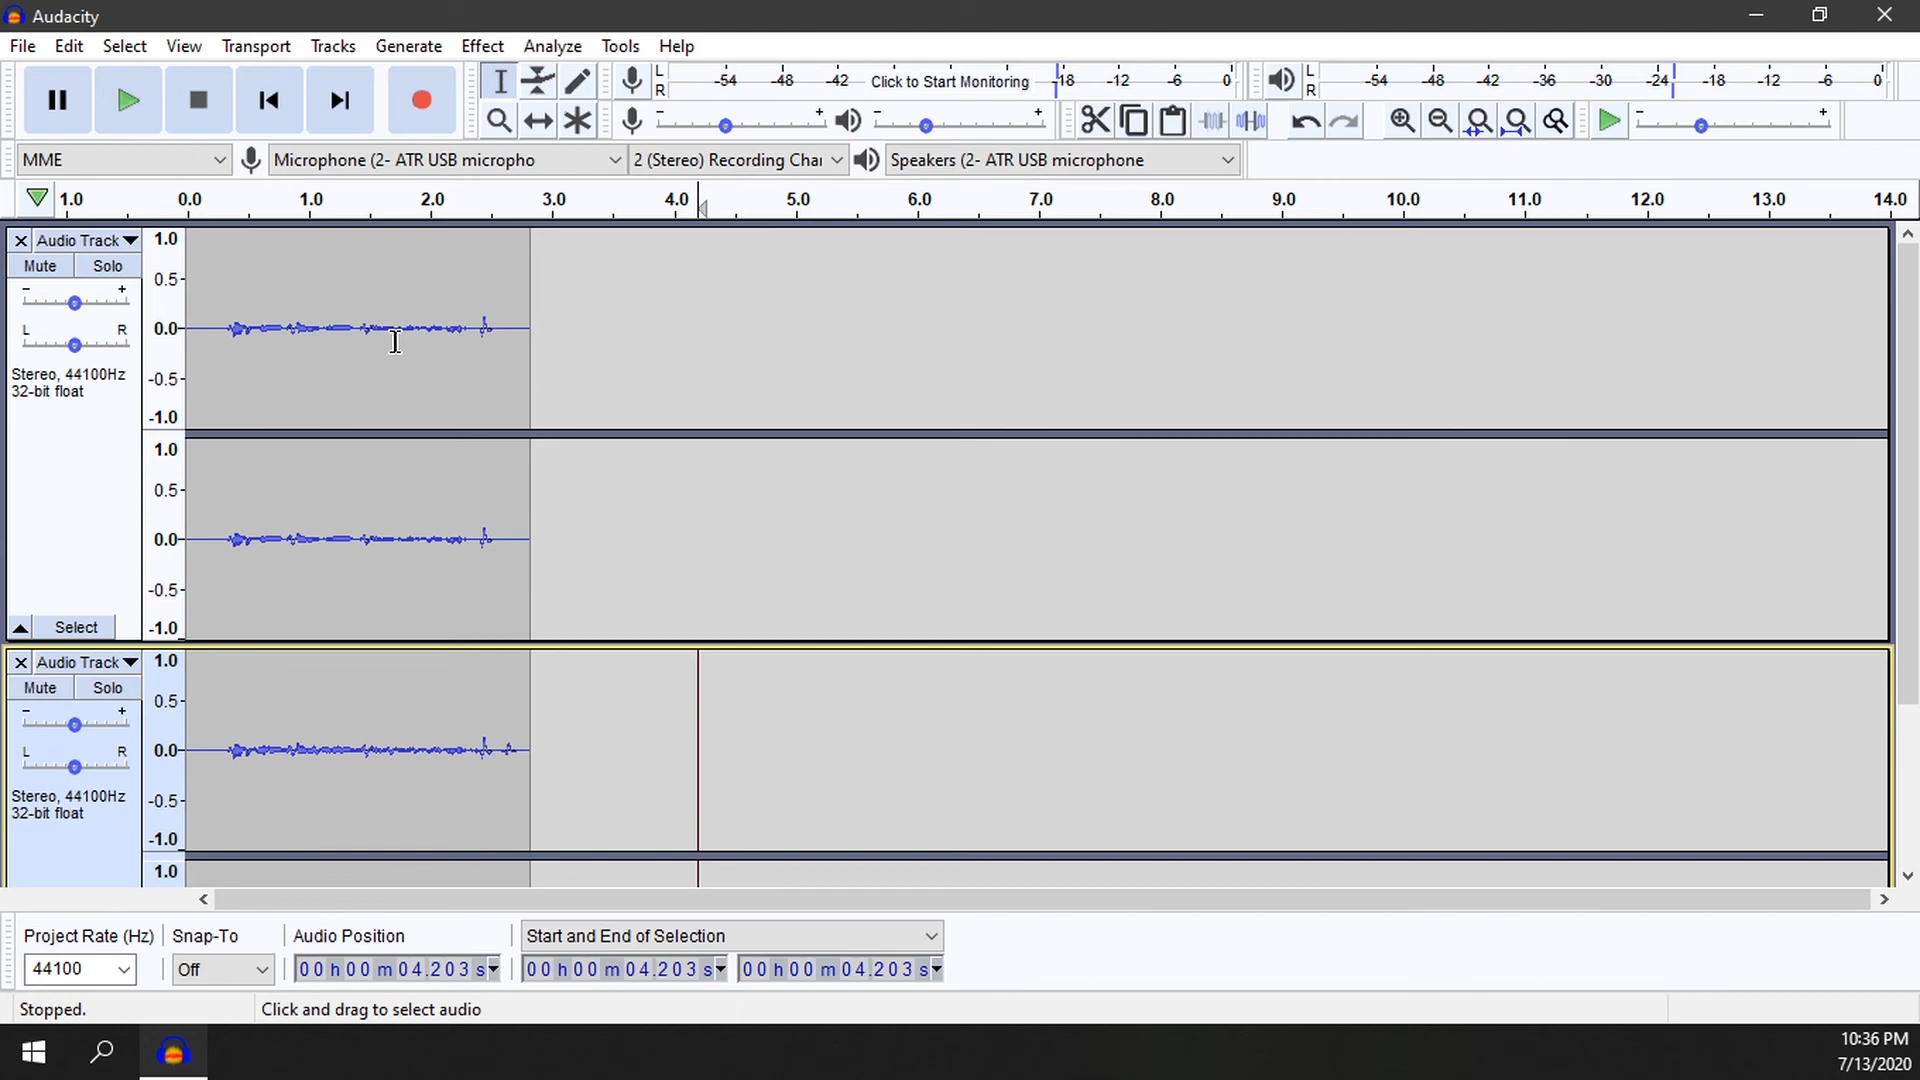 Audacity
File Edit Select View Transport Tracks Generate Effect Analyze Tools Help
L R -54 -48 -42 Click to Start Monitoring -18 -12 -6 0 L R -54 -48 -42 -36 -30 -24 -18 -12 -6 0
- + - + - +
MME Microphone (2- ATR USB micropho 2 (Stereo) Recording Chai Speakers (2- ATR USB microphone
1.0 0.0 1.0 2.0 3.0 4.0 5.0 6.0 7.0 8.0 9.0 10.0 11.0 12.0 13.0 14.0
Audio Track 1.0
Mute Solo
- + 0.5
L R 0.0
Stereo, 44100Hz -0.5
32-bit float
-1.0
1.0
0.5
0.0
-0.5
Select -1.0
Audio Track 1.0
Mute Solo 0.5
- +
L R 0.0
Stereo, 44100Hz -0.5
32-bit float
-1.0
1.0
Project Rate (Hz) Snap-To Audio Position Start and End of Selection
44100 Off 00 h 00 m 04.203 s 00 h 00 m 04.203 s 00 h 00 m 04.203 s
Stopped. Click and drag to select audio
10:36 PM
7/13/2020